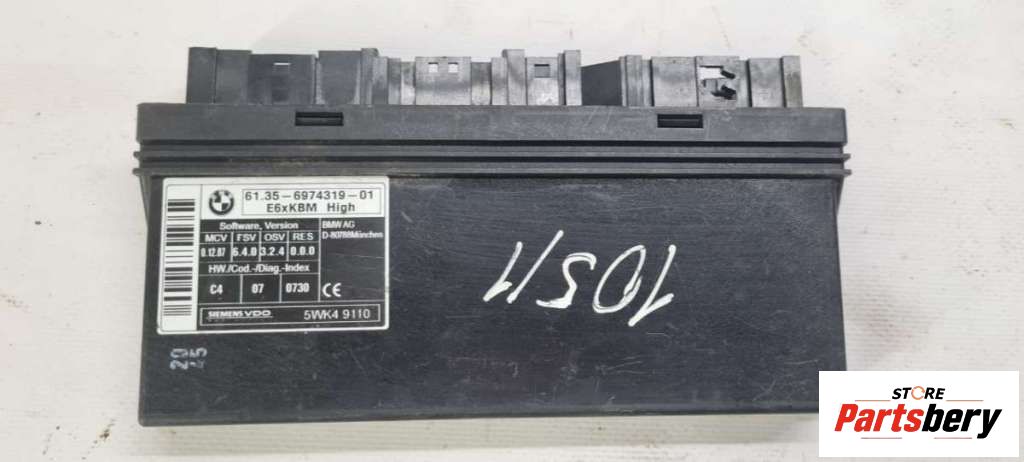 61.35-6974319-01
E6xKBM High
Software, Version
MCV FSV OSV RES
0.12.07 6.4.0 3.2.4 0.0.0
BMW AG
D-80788München
HW./Cod.-/Diag.-Index
C4 07 0730
CE
SIEMENS VDO 5WK4 9110
105/1
STORE
Partsbery